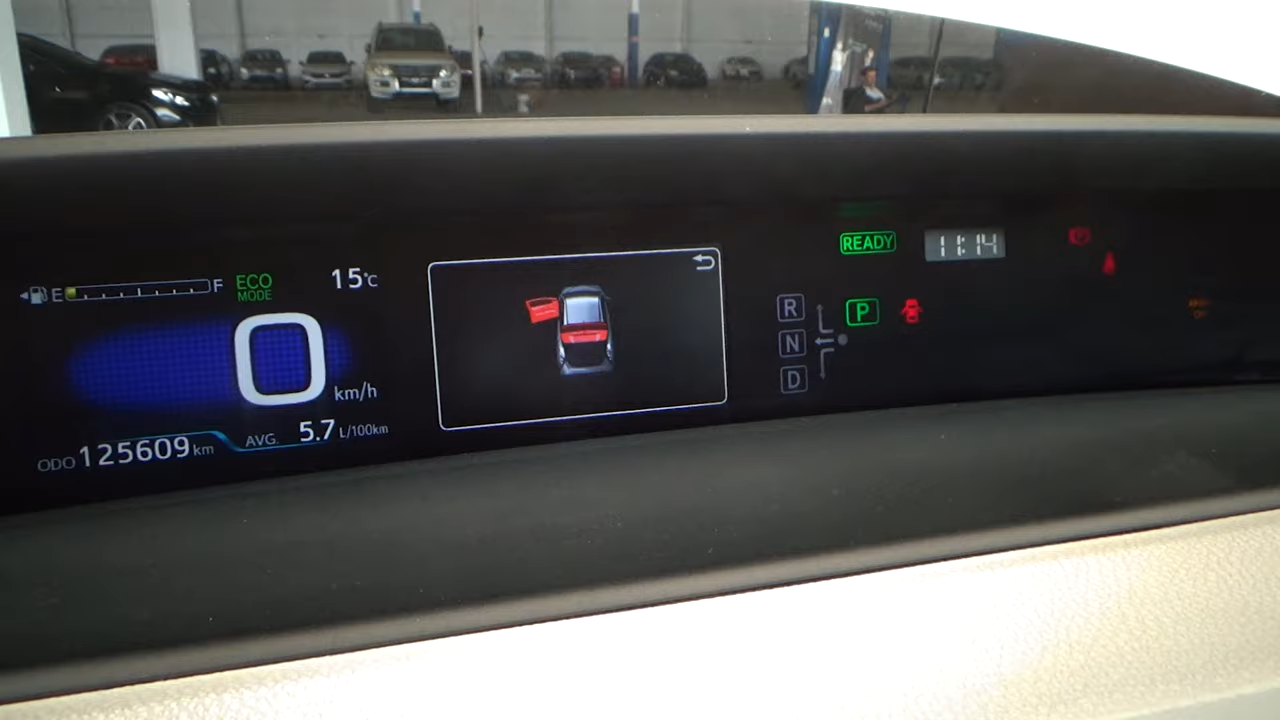 E F
ECO
MODE
15°C
0 km/h
ODO 125609 km
AVG. 5.7 L/100km
READY
11:14
R
N
D
P